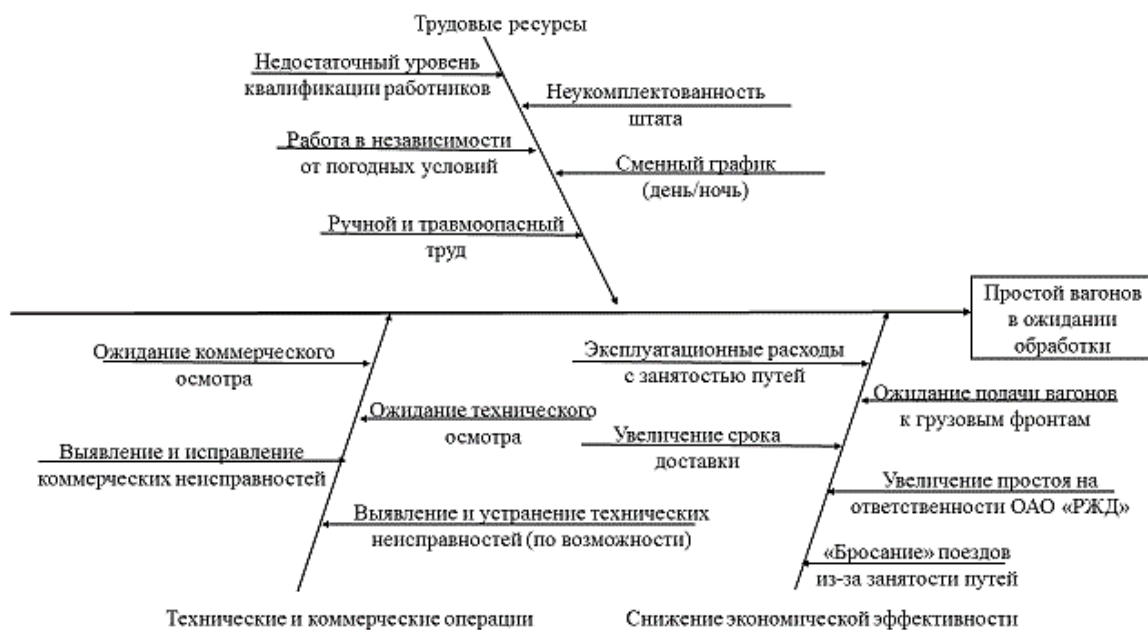 Трудовые ресурсы
Недостаточный уровень
квалификации работников
Неукомплектованность
штата
Работа в независимости
от погодных условий
Сменный график
(день/ночь)
Ручной и травмоопасный
труд
Простой вагонов
в ожидании
обработки
Ожидание коммерческого
осмотра
Ожидание технического
осмотра
Выявление и исправление
коммерческих неисправностей
Выявление и устранение технических
неисправностей (по возможности)
Технические и коммерческие операции
Эксплуатационные расходы
с занятостью путей
Ожидание подачи вагонов
к грузовым фронтам
Увеличение срока
доставки
Увеличение простоя на
ответственности ОАО «РЖД»
«Бросание» поездов
из-за занятости путей
Снижение экономической эффективности